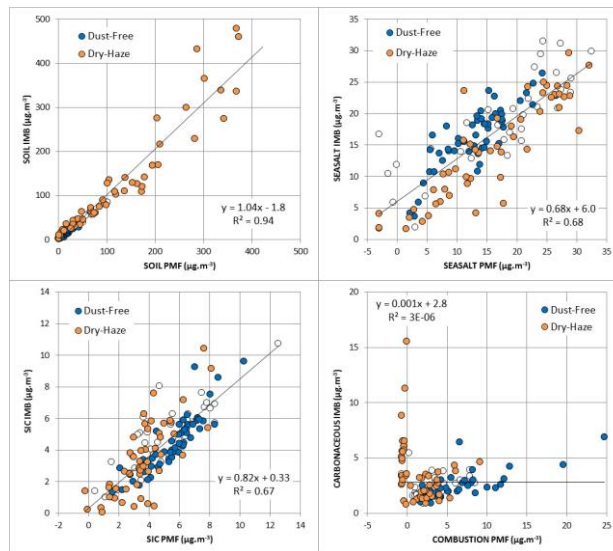 500
400
300
200
100
0
0 100 200 300 400 500
SOIL IMB (µg.m⁻³)
SOIL PMF (µg.m⁻³)
Dust-Free
Dry-Haze
y = 1.04x - 1.8
R² = 0.94
35
30
25
20
15
10
5
0
-5 0 5 10 15 20 25 30 35
SEASALT IMB (µg.m⁻³)
SEASALT PMF (µg.m⁻³)
Dust-Free
Dry-Haze
y = 0.68x + 6.0
R² = 0.68
14
12
10
8
6
4
2
0
-2 0 2 4 6 8 10 12 14
SIC IMB (µg.m⁻³)
SIC PMF (µg.m⁻³)
Dust-Free
Dry-Haze
y = 0.82x + 0.33
R² = 0.67
20
15
10
5
0
-5 0 5 10 15 20 25
CARBONACEOUS IMB (µg.m⁻³)
COMBUSTION PMF (µg.m⁻³)
y = 0.001x + 2.8
R² = 3E-06
Dust-Free
Dry-Haze